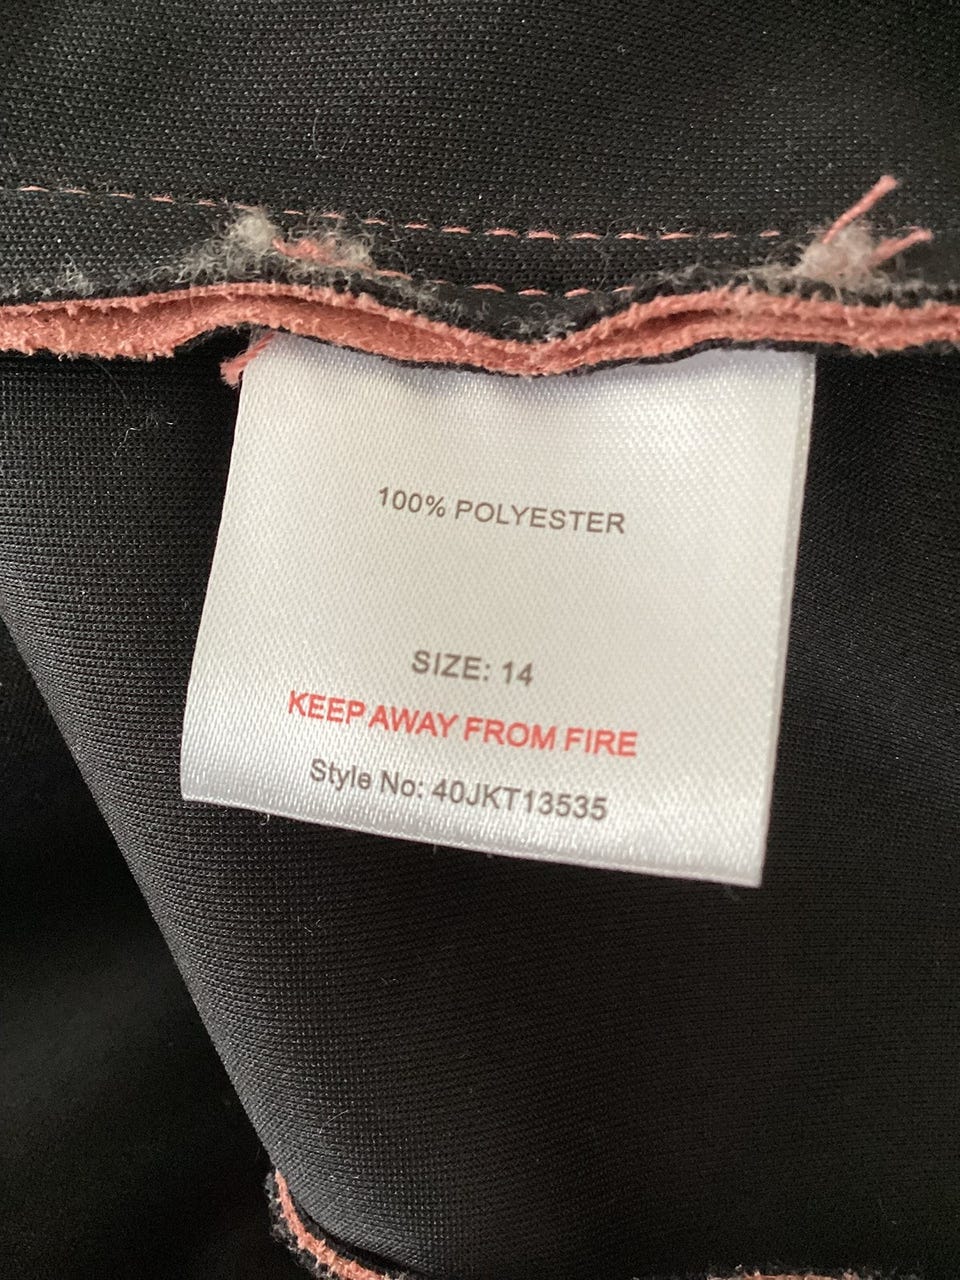 100% POLYESTER
SIZE: 14
KEEP AWAY FROM FIRE
Style No: 40JKT13535